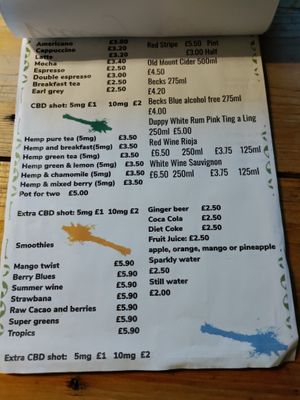 Americano £3.00
Cappuccino £3.20
Latte £3.20
Mocha £3.40
Espresso £2.50
Double espresso £3.00
Breakfast tea £2.50
Earl grey £2.50
CBD shot: 5mg £1 10mg £2
Hemp pure tea (5mg) £3.50
Hemp and breakfast(5mg) £3.50
Hemp green tea (5mg) £3.50
Hemp green & lemon (5mg) £3.50
Hemp & chamomile (5mg) £3.50
Hemp & mixed berry (5mg) £3.50
Pot for two £5.00
Extra CBD shot: 5mg £1 10mg £2
Smoothies
Mango twist £5.90
Berry Blues £5.90
Summer wine £5.90
Strawbana £5.90
Raw Cacao and berries £5.90
Super greens £5.90
Tropics £5.90
Extra CBD shot: 5mg £1 10mg £2
Red Stripe £5.50 Pint
£3.00 Half
Old Mount Cider 500ml
£4.50
Becks 275ml
£4.20
Becks Blue alcohol free 275ml
£4.00
Duppy White Rum Pink Ting a Ling
250ml £5.00
Red Wine Rioja
£6.50 250ml £3.75 125ml
White Wine Sauvignon
£6.50 250ml £3.75 125ml
Ginger beer £2.50
Coca Cola £2.50
Diet Coke £2.50
Fruit Juice: £2.50
apple, orange, mango or pineapple
Sparkly water
£2.50
Still water
£2.00